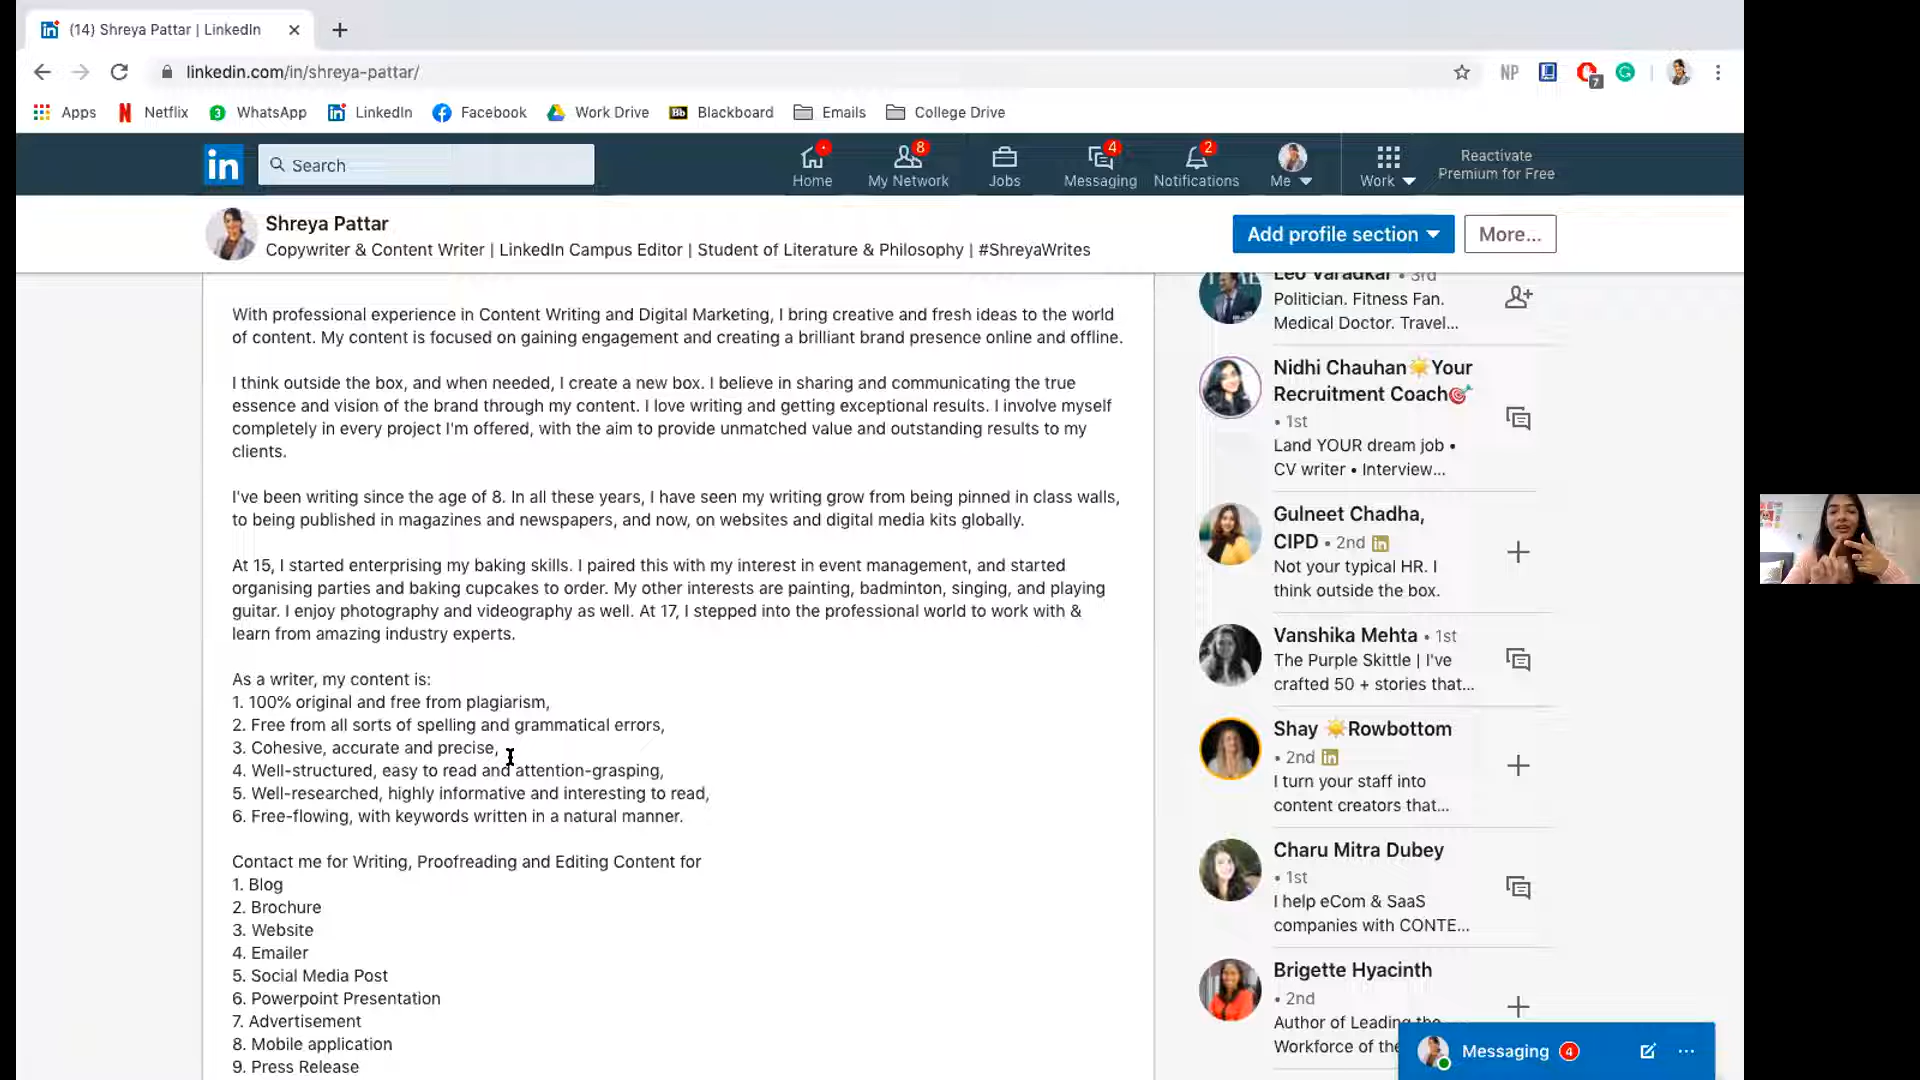 (14) Shreya Pattar | LinkedIn
linkedin.com/in/shreya-pattar/
NP
7
Apps
Netflix
3
WhatsApp
LinkedIn
Facebook
Work Drive
Bb
Blackboard
Emails
College Drive
in
Search
Home
8
My Network
Jobs
4
Messaging
2
Notifications
Me
Work
Reactivate
Premium for Free
Shreya Pattar
Copywriter & Content Writer | LinkedIn Campus Editor | Student of Literature & Philosophy | #ShreyaWrites
Add profile section
More...
With professional experience in Content Writing and Digital Marketing, I bring creative and fresh ideas to the world
of content. My content is focused on gaining engagement and creating a brilliant brand presence online and offline.
I think outside the box, and when needed, I create a new box. I believe in sharing and communicating the true
essence and vision of the brand through my content. I love writing and getting exceptional results. I involve myself
completely in every project I'm offered, with the aim to provide unmatched value and outstanding results to my
clients.
I've been writing since the age of 8. In all these years, I have seen my writing grow from being pinned in class walls,
to being published in magazines and newspapers, and now, on websites and digital media kits globally.
At 15, I started enterprising my baking skills. I paired this with my interest in event management, and started
organising parties and baking cupcakes to order. My other interests are painting, badminton, singing, and playing
guitar. I enjoy photography and videography as well. At 17, I stepped into the professional world to work with &
learn from amazing industry experts.
As a writer, my content is:
1. 100% original and free from plagiarism,
2. Free from all sorts of spelling and grammatical errors,
3. Cohesive, accurate and precise,
4. Well-structured, easy to read and attention-grasping,
5. Well-researched, highly informative and interesting to read,
6. Free-flowing, with keywords written in a natural manner.
Contact me for Writing, Proofreading and Editing Content for
1. Blog
2. Brochure
3. Website
4. Emailer
5. Social Media Post
6. Powerpoint Presentation
7. Advertisement
8. Mobile application
9. Press Release
Leo Varadkar • 3rd
Politician. Fitness Fan.
Medical Doctor. Travel...
Nidhi Chauhan☀️Your
Recruitment Coach🎯
• 1st
Land YOUR dream job •
CV writer • Interview...
Gulneet Chadha,
CIPD • 2nd in
Not your typical HR. I
think outside the box.
Vanshika Mehta • 1st
The Purple Skittle | I've
crafted 50 + stories that...
Shay ☀️Rowbottom
• 2nd in
I turn your staff into
content creators that...
Charu Mitra Dubey
• 1st
I help eCom & SaaS
companies with CONTE...
Brigette Hyacinth
• 2nd
Author of Leading the
Workforce of the
Messaging 4